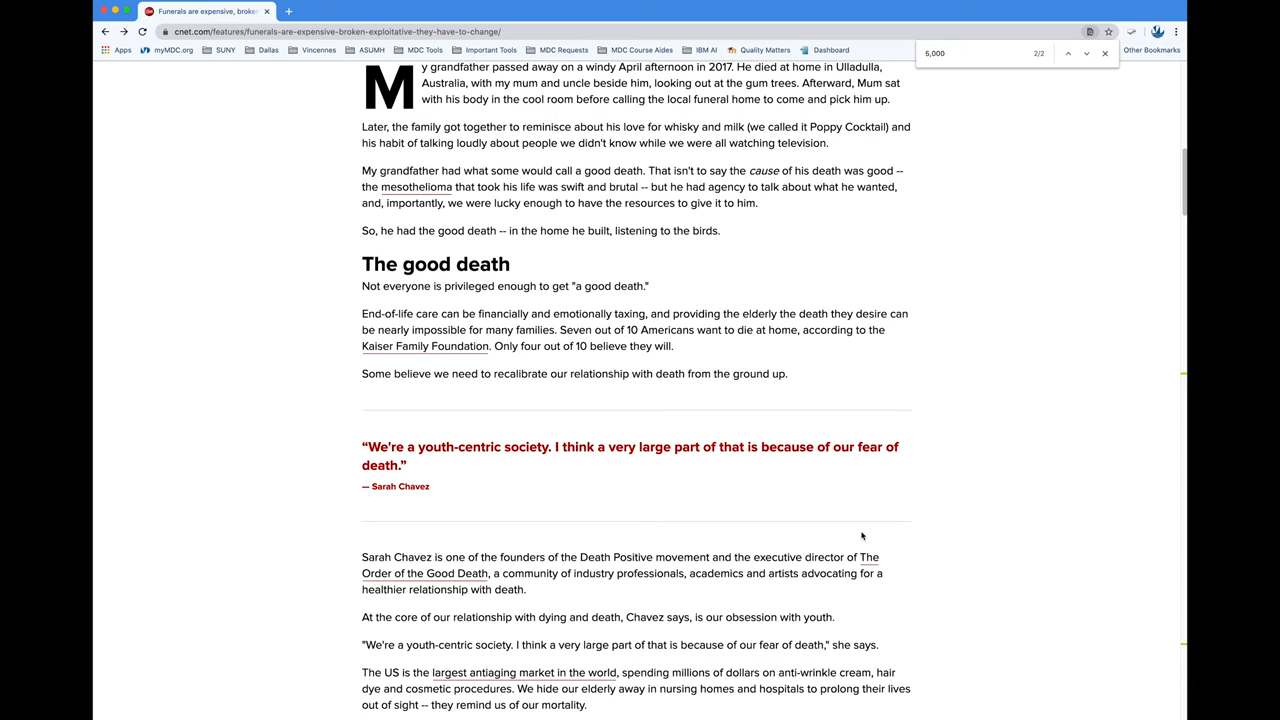 Funerals are expensive, broke
cnet.com/features/funerals-are-expensive-broken-exploitative-they-have-to-change/
Apps myMDC.org SUNY Dallas Vincennes ASUMH MDC Tools Important Tools MDC Requests MDC Course Aides IBM AI Quality Matters Dashboard Other Bookmarks
5,000 2/2
My grandfather passed away on a windy April afternoon in 2017. He died at home in Ulladulla,
Australia, with my mum and uncle beside him, looking out at the gum trees. Afterward, Mum sat
with his body in the cool room before calling the local funeral home to come and pick him up.
Later, the family got together to reminisce about his love for whisky and milk (we called it Poppy Cocktail) and
his habit of talking loudly about people we didn't know while we were all watching television.
My grandfather had what some would call a good death. That isn't to say the cause of his death was good --
the mesothelioma that took his life was swift and brutal -- but he had agency to talk about what he wanted,
and, importantly, we were lucky enough to have the resources to give it to him.
So, he had the good death -- in the home he built, listening to the birds.
The good death
Not everyone is privileged enough to get "a good death."
End-of-life care can be financially and emotionally taxing, and providing the elderly the death they desire can
be nearly impossible for many families. Seven out of 10 Americans want to die at home, according to the
Kaiser Family Foundation. Only four out of 10 believe they will.
Some believe we need to recalibrate our relationship with death from the ground up.
“We're a youth-centric society. I think a very large part of that is because of our fear of
death.”
— Sarah Chavez
Sarah Chavez is one of the founders of the Death Positive movement and the executive director of The
Order of the Good Death, a community of industry professionals, academics and artists advocating for a
healthier relationship with death.
At the core of our relationship with dying and death, Chavez says, is our obsession with youth.
"We're a youth-centric society. I think a very large part of that is because of our fear of death," she says.
The US is the largest antiaging market in the world, spending millions of dollars on anti-wrinkle cream, hair
dye and cosmetic procedures. We hide our elderly away in nursing homes and hospitals to prolong their lives
out of sight -- they remind us of our mortality.